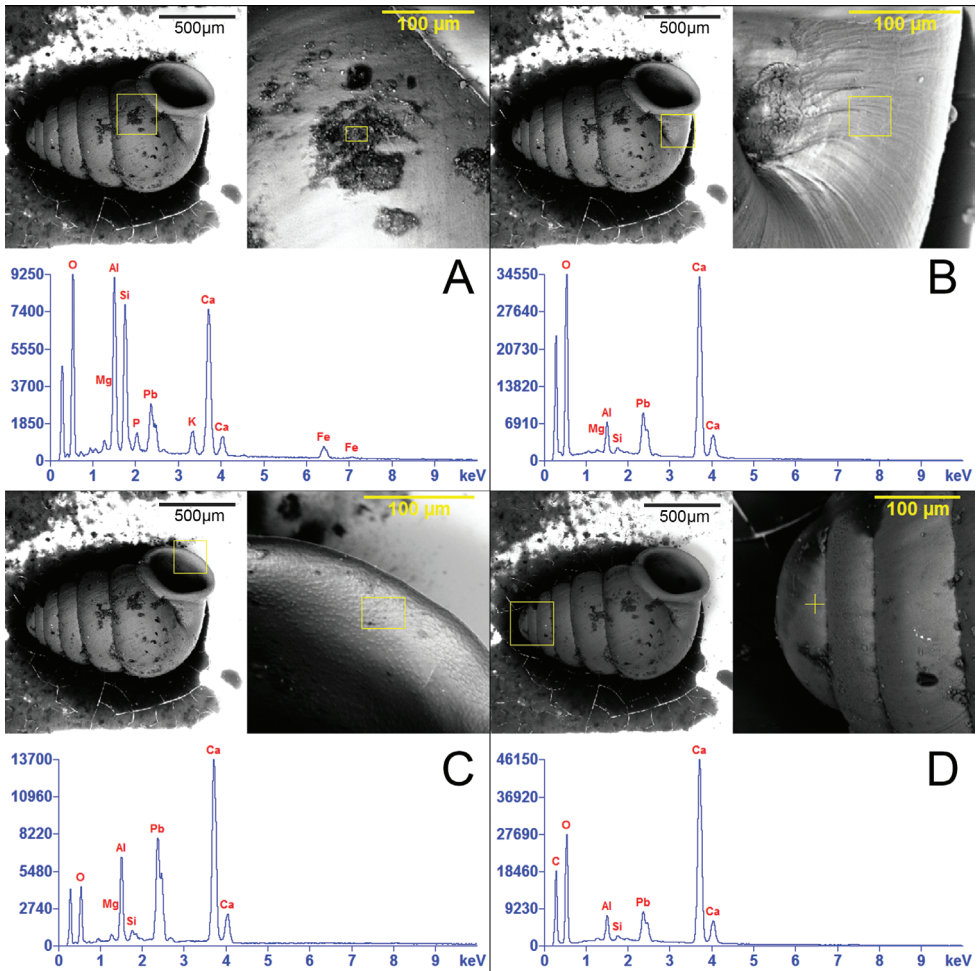 500µm
100 µm
500µm
100 µm
A
9250
7400
5550
3700
1850
0
O
Al
Si
Mg
P
Pb
K
Ca
Ca
Fe
Fe
0 1 2 3 4 5 6 7 8 9 keV
B
34550
27640
20730
13820
6910
0
O
Mg
Al
Si
Pb
Ca
Ca
0 1 2 3 4 5 6 7 8 9 keV
500µm
100 µm
500µm
100 µm
C
13700
10960
8220
5480
2740
0
O
Mg
Al
Si
Pb
Ca
Ca
0 1 2 3 4 5 6 7 8 9 keV
D
46150
36920
27690
18460
9230
0
C
O
Al
Si
Pb
Ca
Ca
0 1 2 3 4 5 6 7 8 9 keV